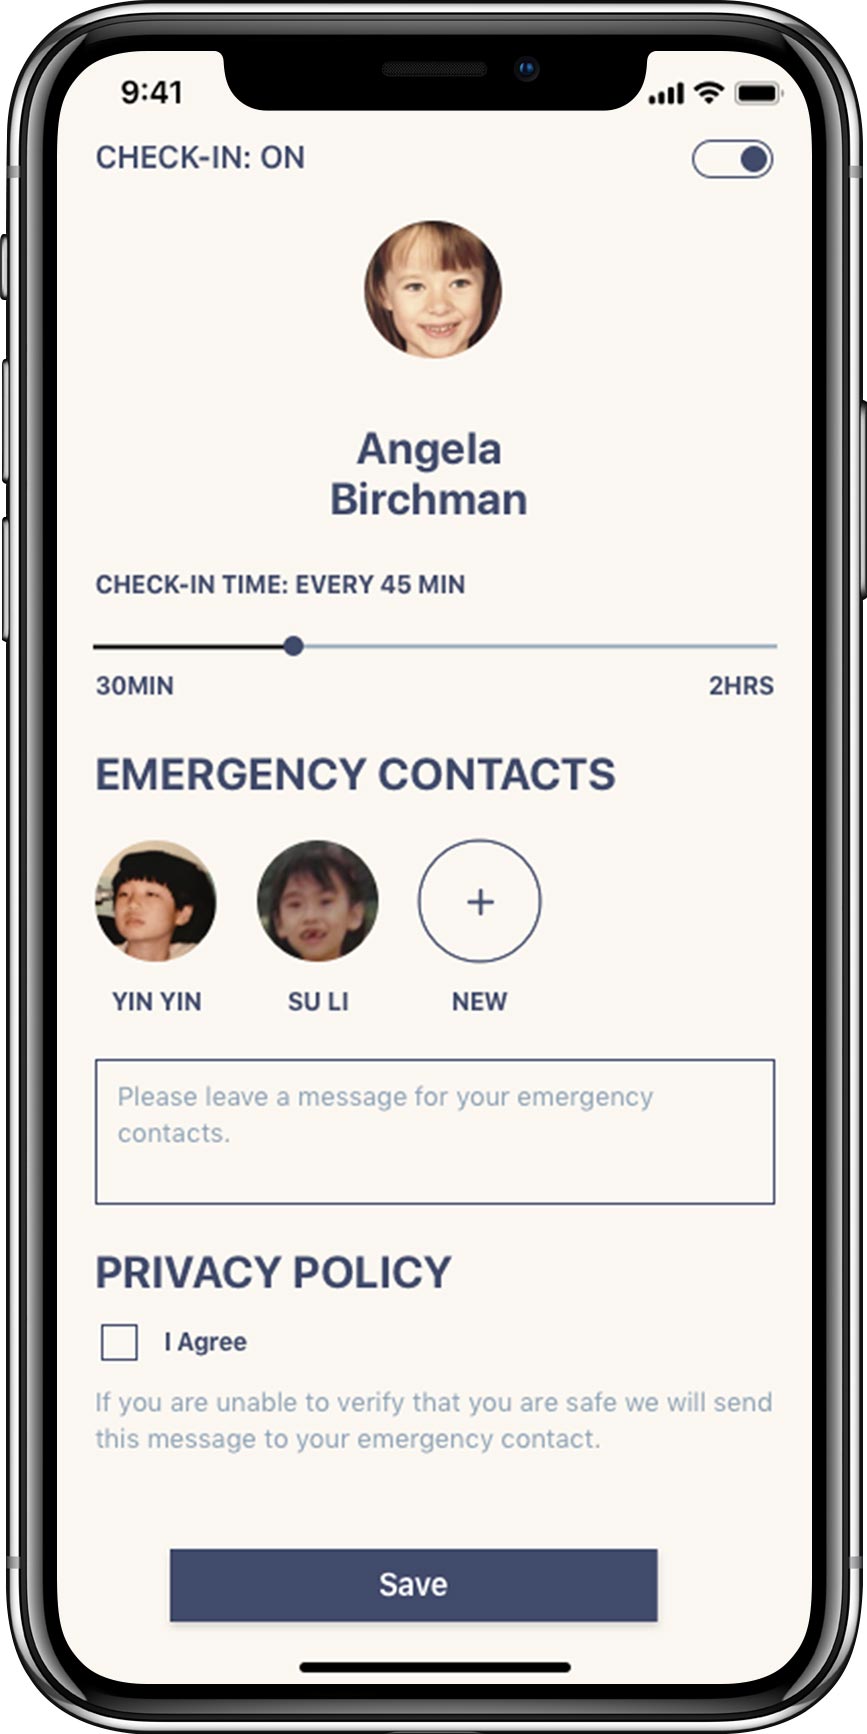 9:41
CHECK-IN: ON
Angela
Birchman
CHECK-IN TIME: EVERY 45 MIN
30MIN 2HRS
EMERGENCY CONTACTS
YIN YIN SU LI NEW
Please leave a message for your emergency
contacts.
PRIVACY POLICY
I Agree
If you are unable to verify that you are safe we will send
this message to your emergency contact.
Save